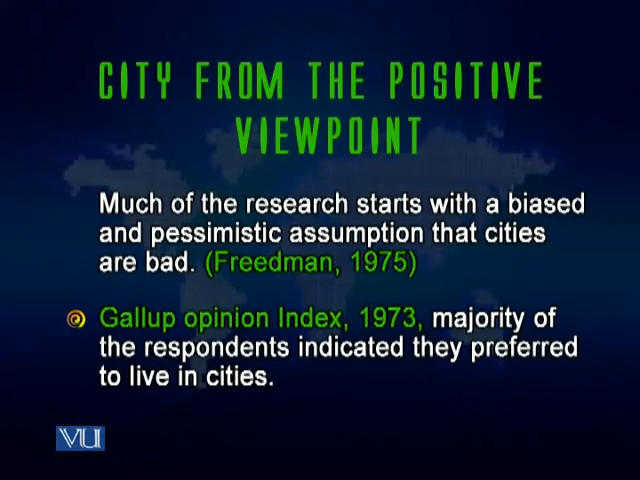 CITY FROM THE POSITIVE
VIEWPOINT
Much of the research starts with a biased
and pessimistic assumption that cities
are bad. (Freedman, 1975)
Gallup opinion Index, 1973, majority of
the respondents indicated they preferred
to live in cities.
VU